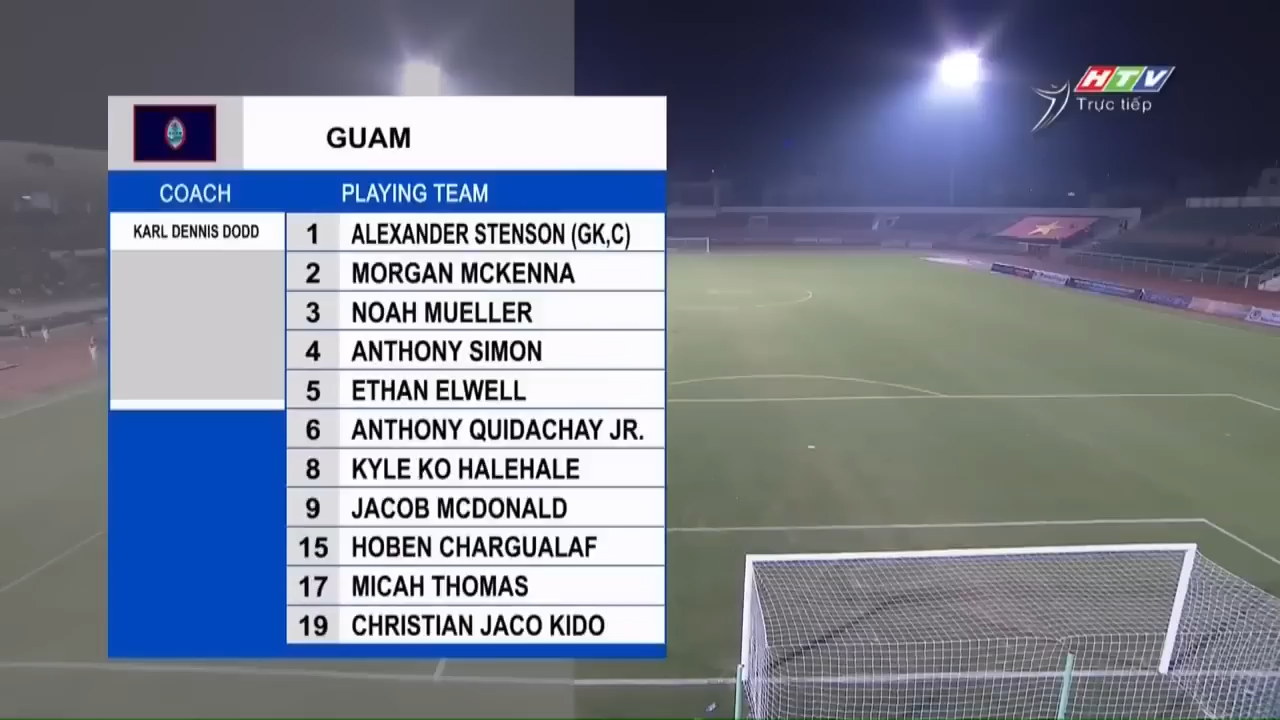 HTV
Trực tiếp
GUAM
COACH
PLAYING TEAM
KARL DENNIS DODD
1 ALEXANDER STENSON (GK,C)
2 MORGAN MCKENNA
3 NOAH MUELLER
4 ANTHONY SIMON
5 ETHAN ELWELL
6 ANTHONY QUIDACHAY JR.
8 KYLE KO HALEHALE
9 JACOB MCDONALD
15 HOBEN CHARGUALAF
17 MICAH THOMAS
19 CHRISTIAN JACO KIDO